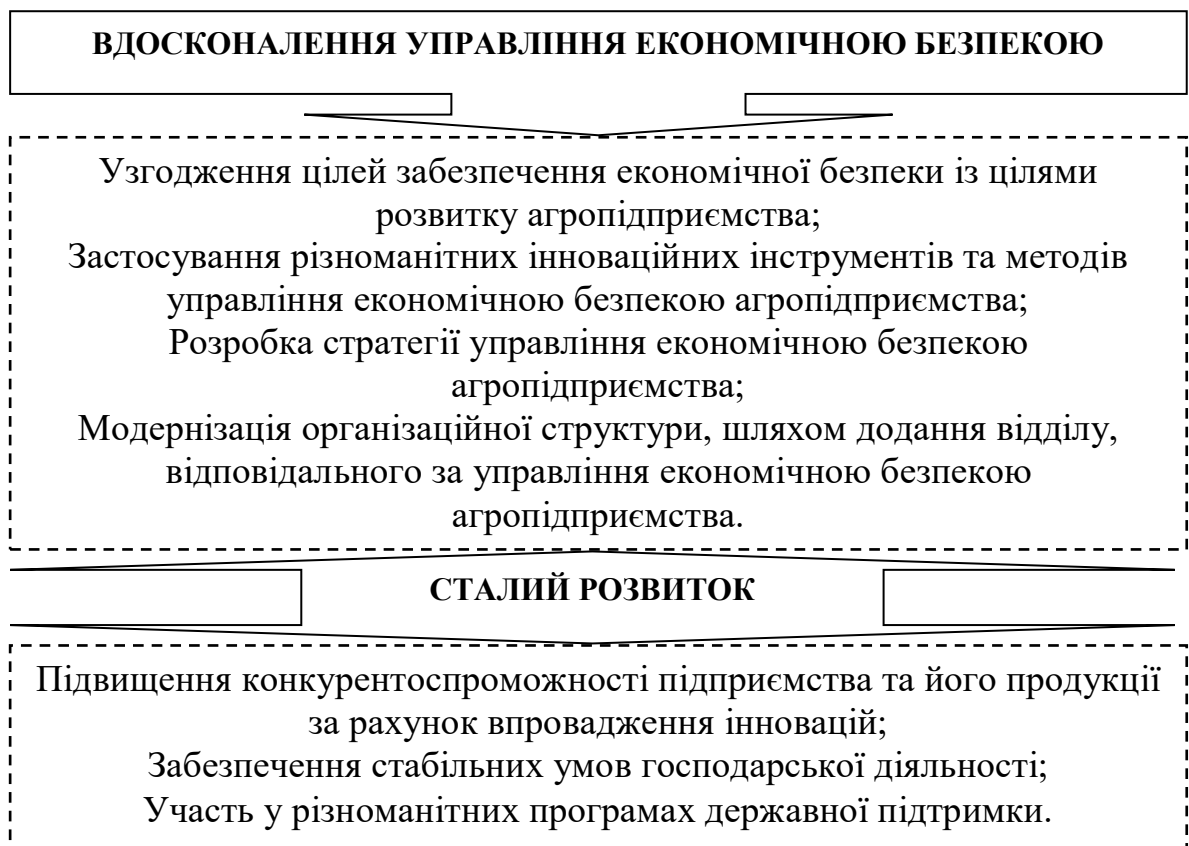 ВДОСКОНАЛЕННЯ УПРАВЛІННЯ ЕКОНОМІЧНОЮ БЕЗПЕКОЮ
Узгодження цілей забезпечення економічної безпеки із цілями
розвитку агропідприємства;
Застосування різноманітних інноваційних інструментів та методів
управління економічною безпекою агропідприємства;
Розробка стратегії управління економічною безпекою
агропідприємства;
Модернізація організаційної структури, шляхом додання відділу,
відповідального за управління економічною безпекою
агропідприємства.
СТАЛИЙ РОЗВИТОК
Підвищення конкурентоспроможності підприємства та його продукції
за рахунок впровадження інновацій;
Забезпечення стабільних умов господарської діяльності;
Участь у різноманітних програмах державної підтримки.